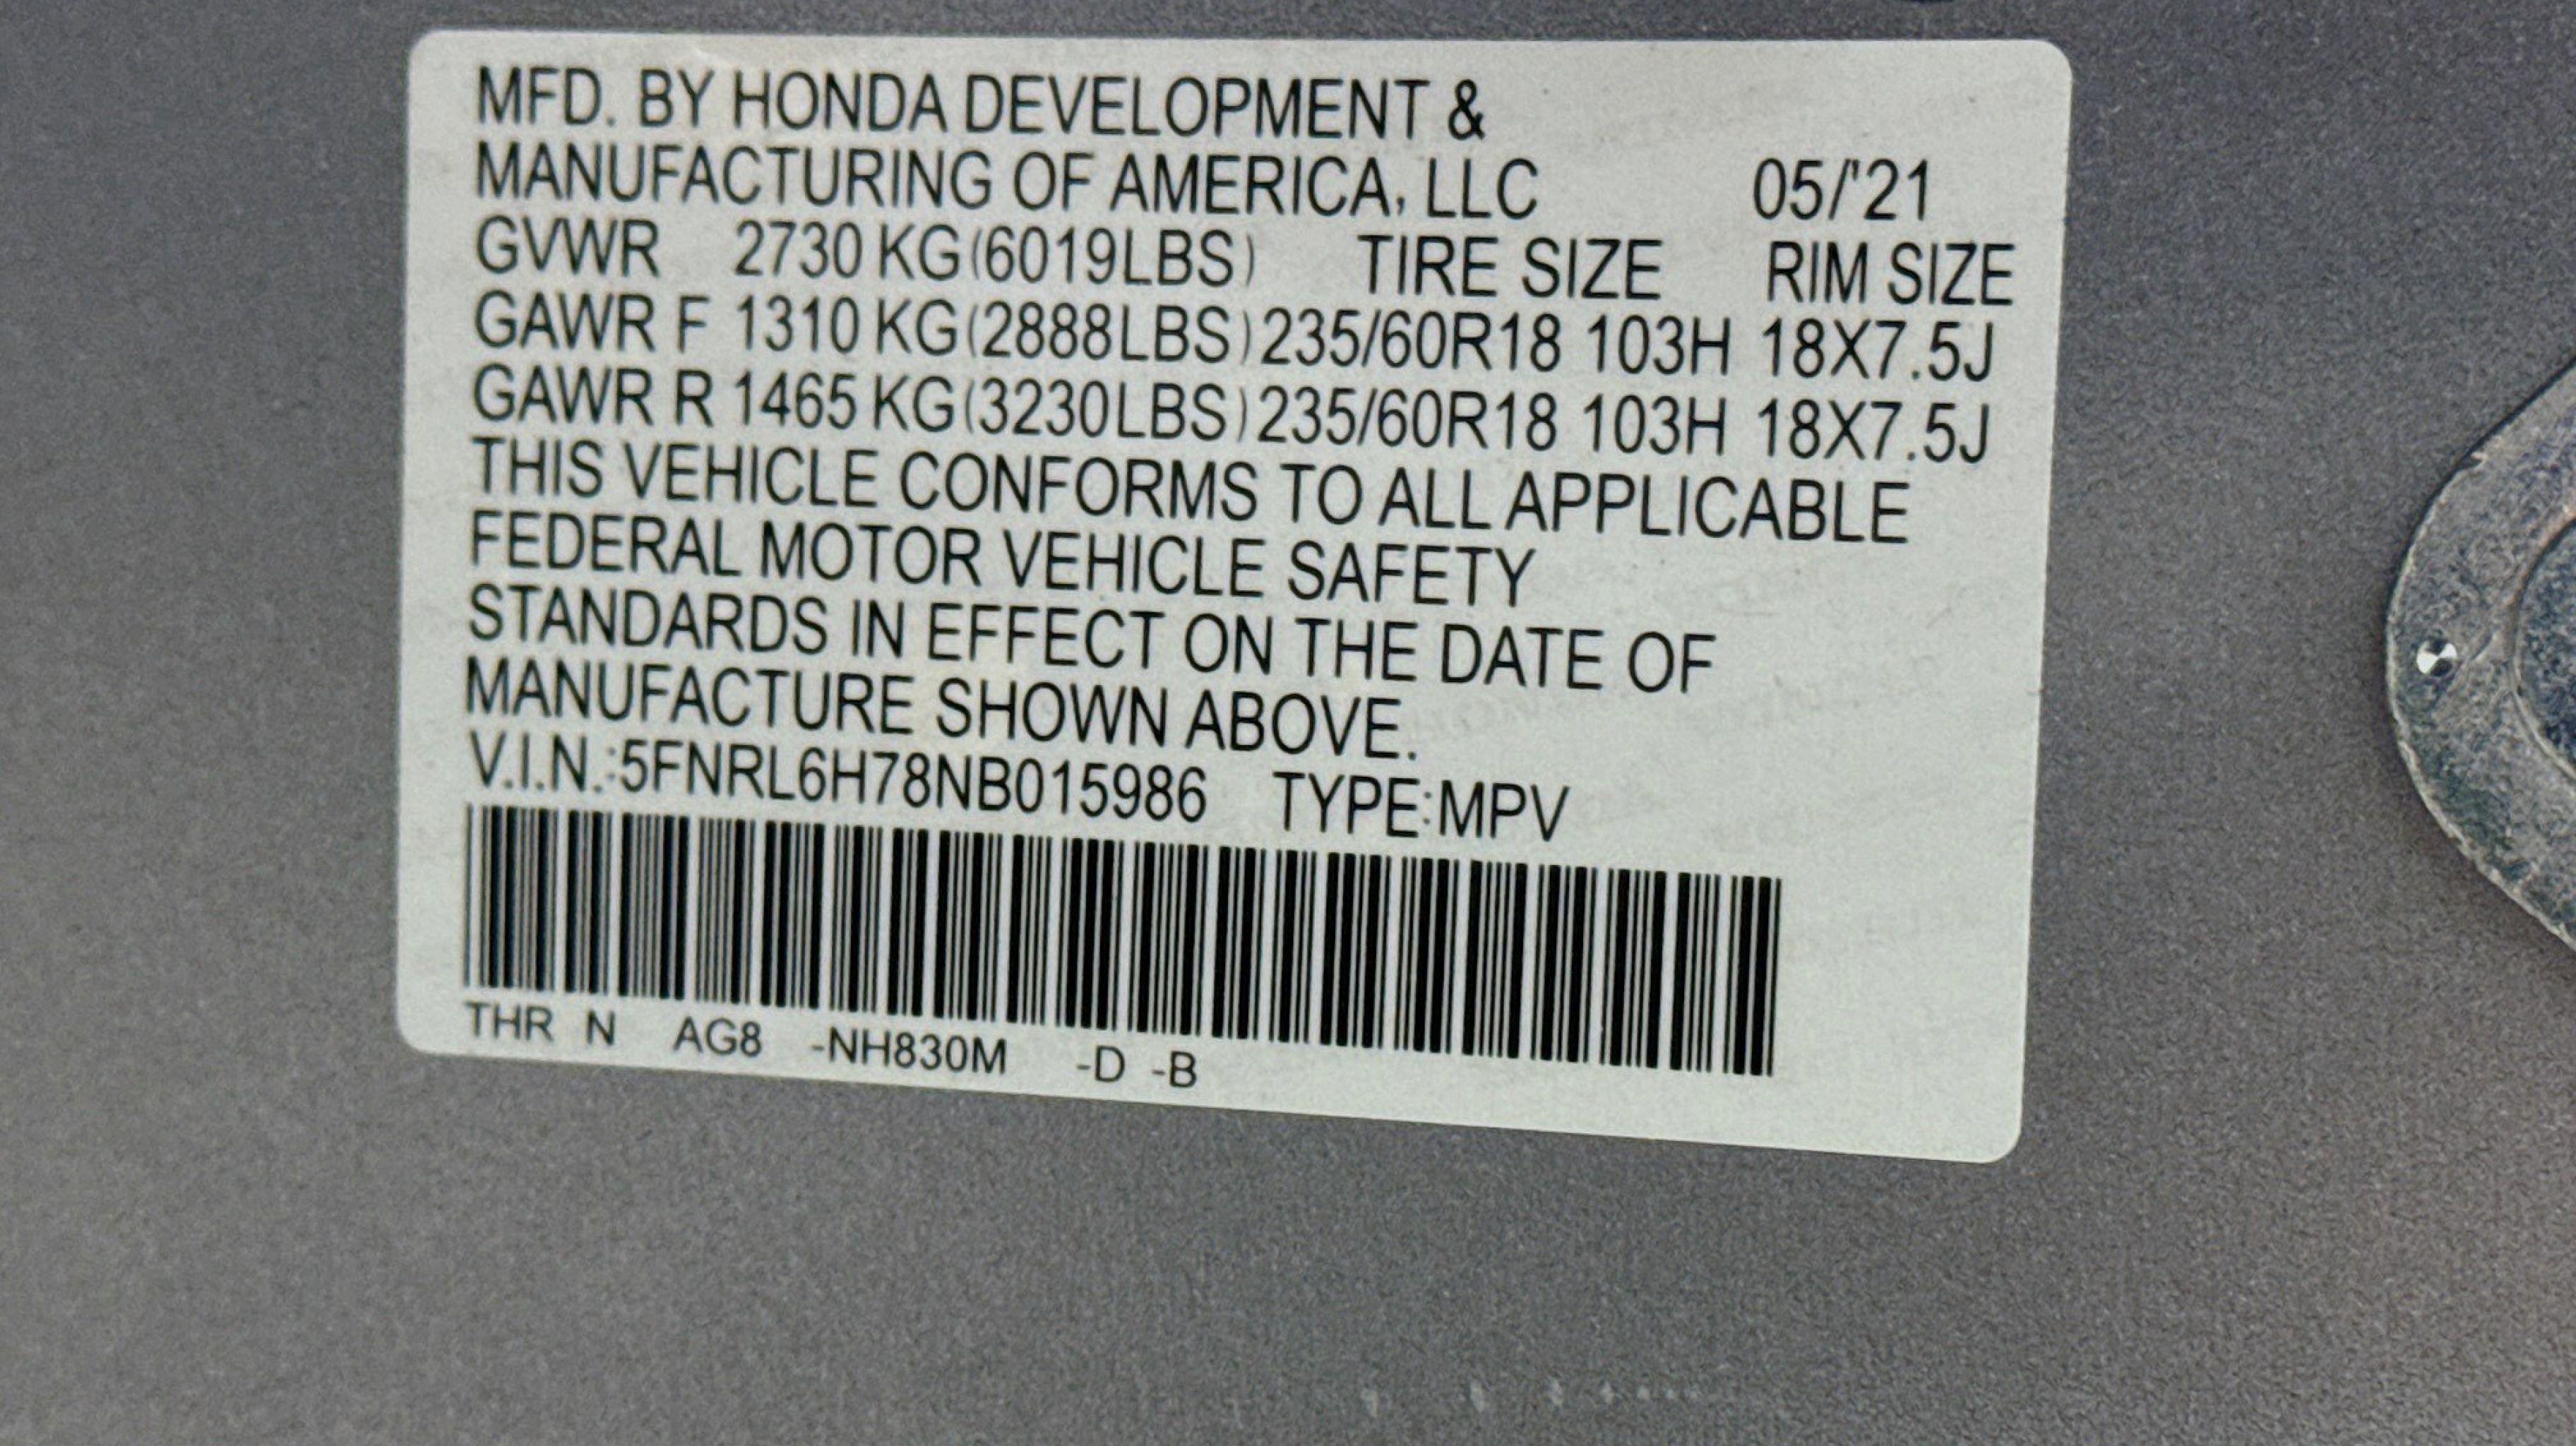 MFD. BY HONDA DEVELOPMENT &
MANUFACTURING OF AMERICA, LLC 05/'21
GVWR 2730 KG(6019LBS) TIRE SIZE RIM SIZE
GAWR F 1310 KG(2888LBS) 235/60R18 103H 18X7.5J
GAWR R 1465 KG(3230LBS) 235/60R18 103H 18X7.5J
THIS VEHICLE CONFORMS TO ALL APPLICABLE
FEDERAL MOTOR VEHICLE SAFETY
STANDARDS IN EFFECT ON THE DATE OF
MANUFACTURE SHOWN ABOVE.
V.I.N.:5FNRL6H78NB015986 TYPE:MPV
THR N AG8 -NH830M -D -B